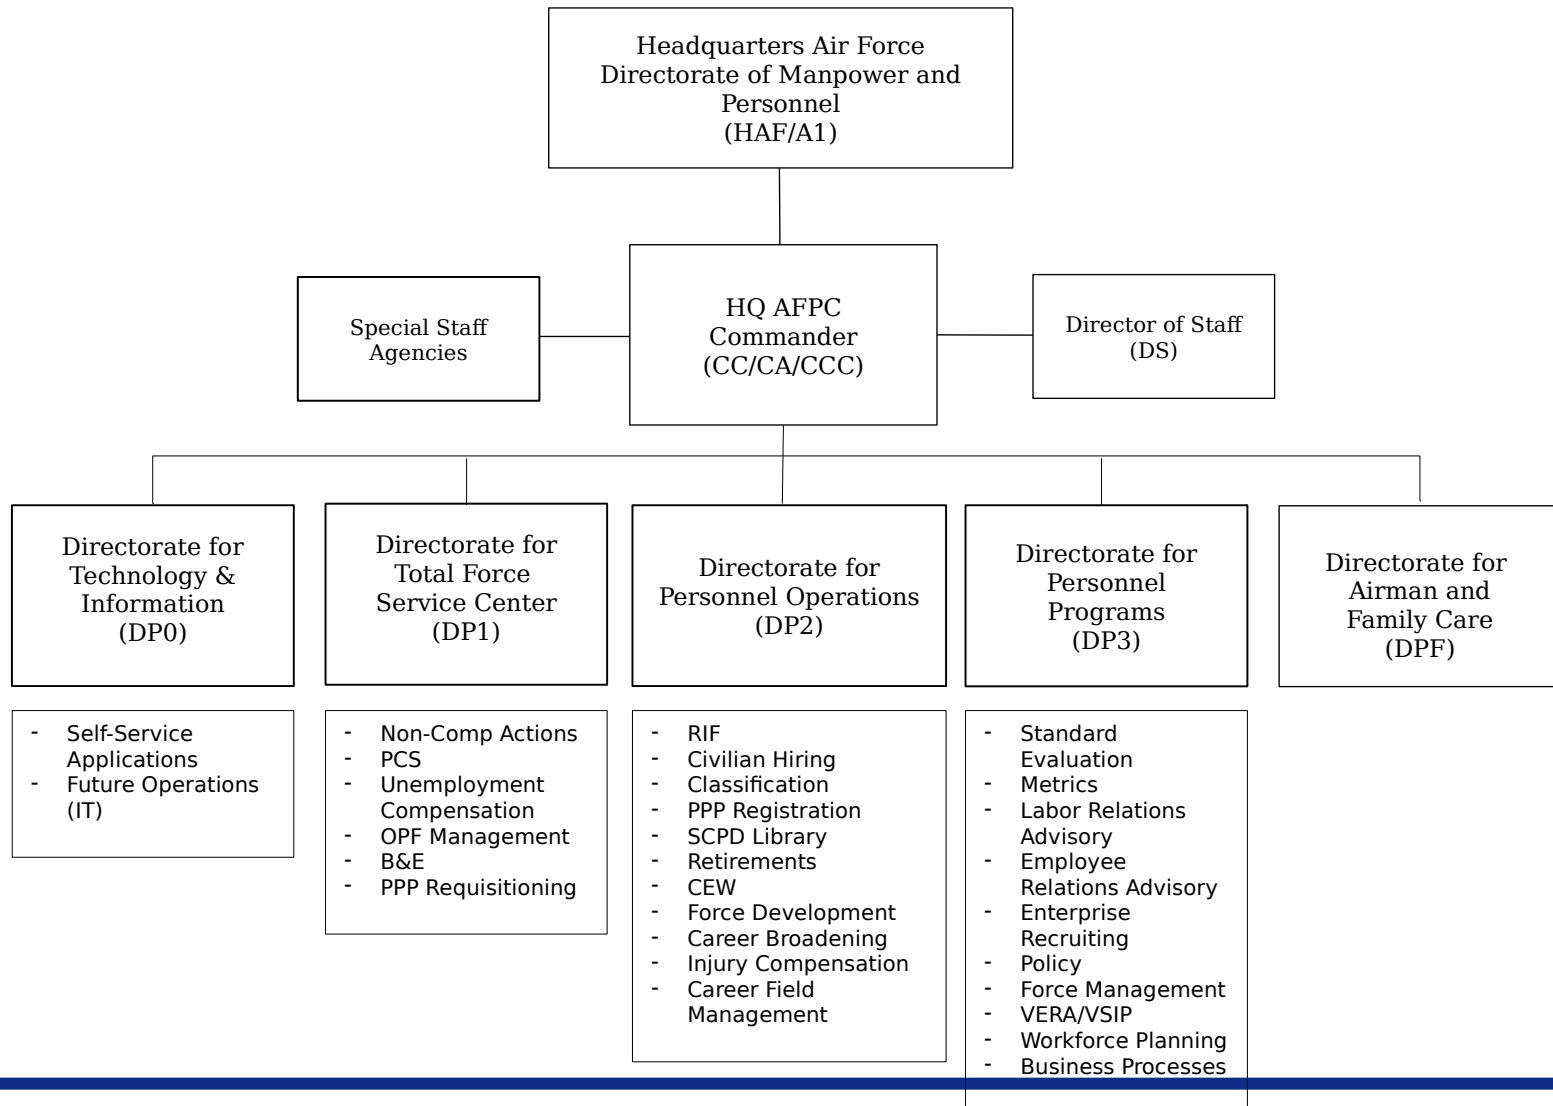 Headquarters Air Force
Directorate of Manpower and
Personnel
(HAF/A1)
Special Staff
Agencies
HQ AFPC
Commander
(CC/CA/CCC)
Director of Staff
(DS)
Directorate for
Technology &
Information
(DP0)
Directorate for
Total Force
Service Center
(DP1)
Directorate for
Personnel Operations
(DP2)
Directorate for
Personnel
Programs
(DP3)
Directorate for
Airman and
Family Care
(DPF)
- Self-Service
Applications
- Future Operations
(IT)
- Non-Comp Actions
- PCS
- Unemployment
Compensation
- OPF Management
- B&E
- PPP Requisitioning
- RIF
- Civilian Hiring
- Classification
- PPP Registration
- SCPD Library
- Retirements
- CEW
- Force Development
- Career Broadening
- Injury Compensation
- Career Field
Management
- Standard
Evaluation
- Metrics
- Labor Relations
Advisory
- Employee
Relations Advisory
- Enterprise
Recruiting
- Policy
- Force Management
- VERA/VSIP
- Workforce Planning
- Business Processes